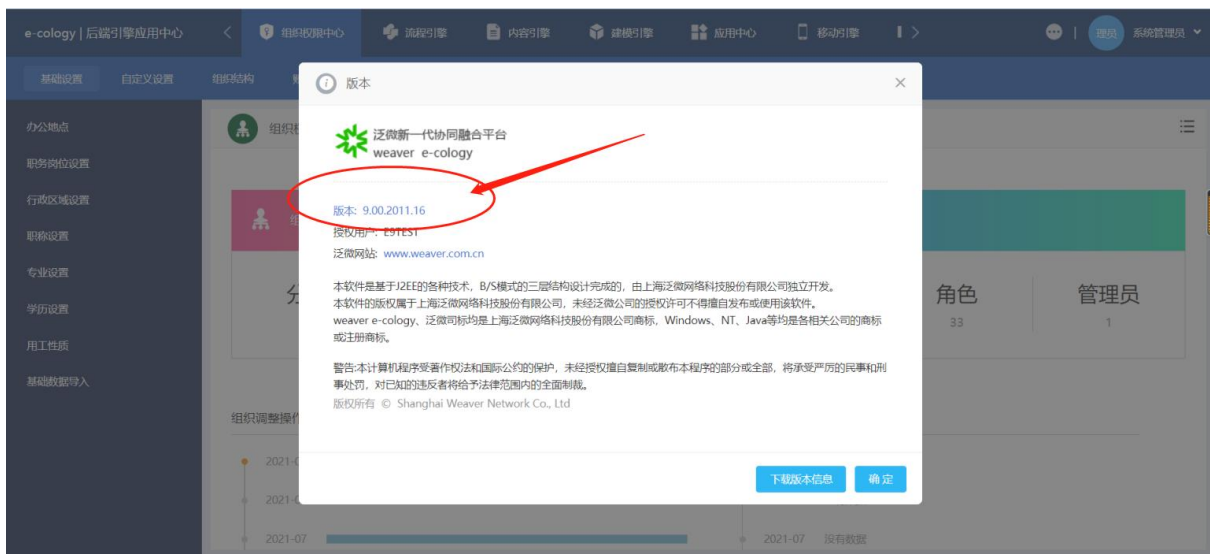 e-cology | 后端引擎应用中心
组织权限中心
流程引擎
内容引擎
建模引擎
应用中心
移动引擎
理员
系统管理员
基础设置
自定义设置
组织结构
办公地点
职务岗位设置
行政区域设置
职称设置
专业设置
学历设置
用工性质
基础数据导入
组织
版本
泛微新一代协同融合平台
weaver e-cology
版本: 9.00.2011.16
授权用户: E9TEST
泛微网站: www.weaver.com.cn
本软件是基于J2EE的各种技术，B/S模式的三层结构设计完成的，由上海泛微网络科技股份有限公司独立开发。
本软件的版权属于上海泛微网络科技股份有限公司，未经泛微公司的授权许可不得擅自发布或使用该软件。
weaver e-cology、泛微司标均是上海泛微网络科技股份有限公司商标，Windows、NT、Java等均是各相关公司的商标
或注册商标。
警告:本计算机程序受著作权法和国际公约的保护，未经授权擅自复制或散布本程序的部分或全部，将承受严厉的民事和刑
事处罚，对已知的违反者将给予法律范围内的全面制裁。
版权所有 © Shanghai Weaver Network Co., Ltd
下载版本信息
确定
分
角色
33
管理员
1
组织调整操作
2021-0
2021-0
2021-07
2021-07 没有数据